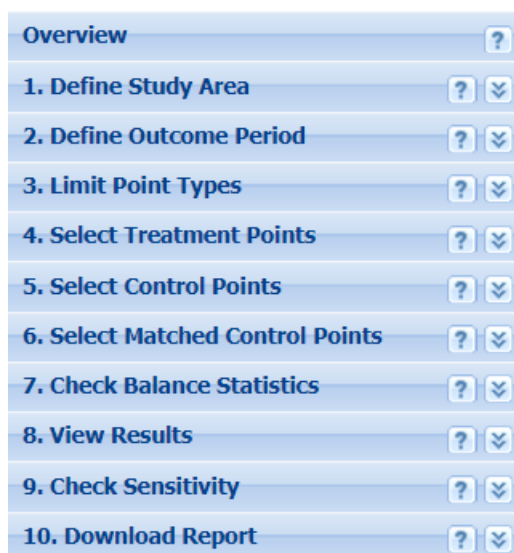 Overview ?
1. Define Study Area ?
2. Define Outcome Period ?
3. Limit Point Types ?
4. Select Treatment Points ?
5. Select Control Points ?
6. Select Matched Control Points ?
7. Check Balance Statistics ?
8. View Results ?
9. Check Sensitivity ?
10. Download Report ?